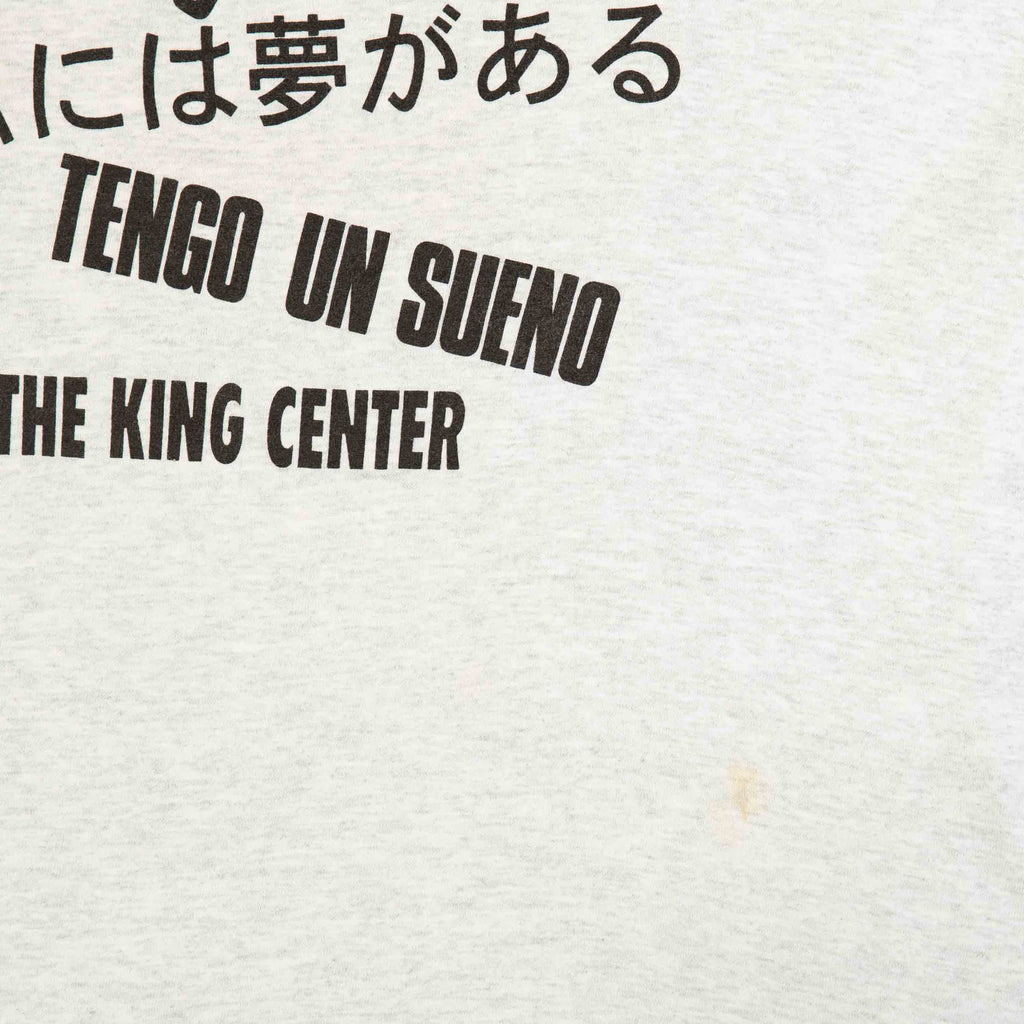 には夢がある
TENGO UN SUENO
THE KING CENTER